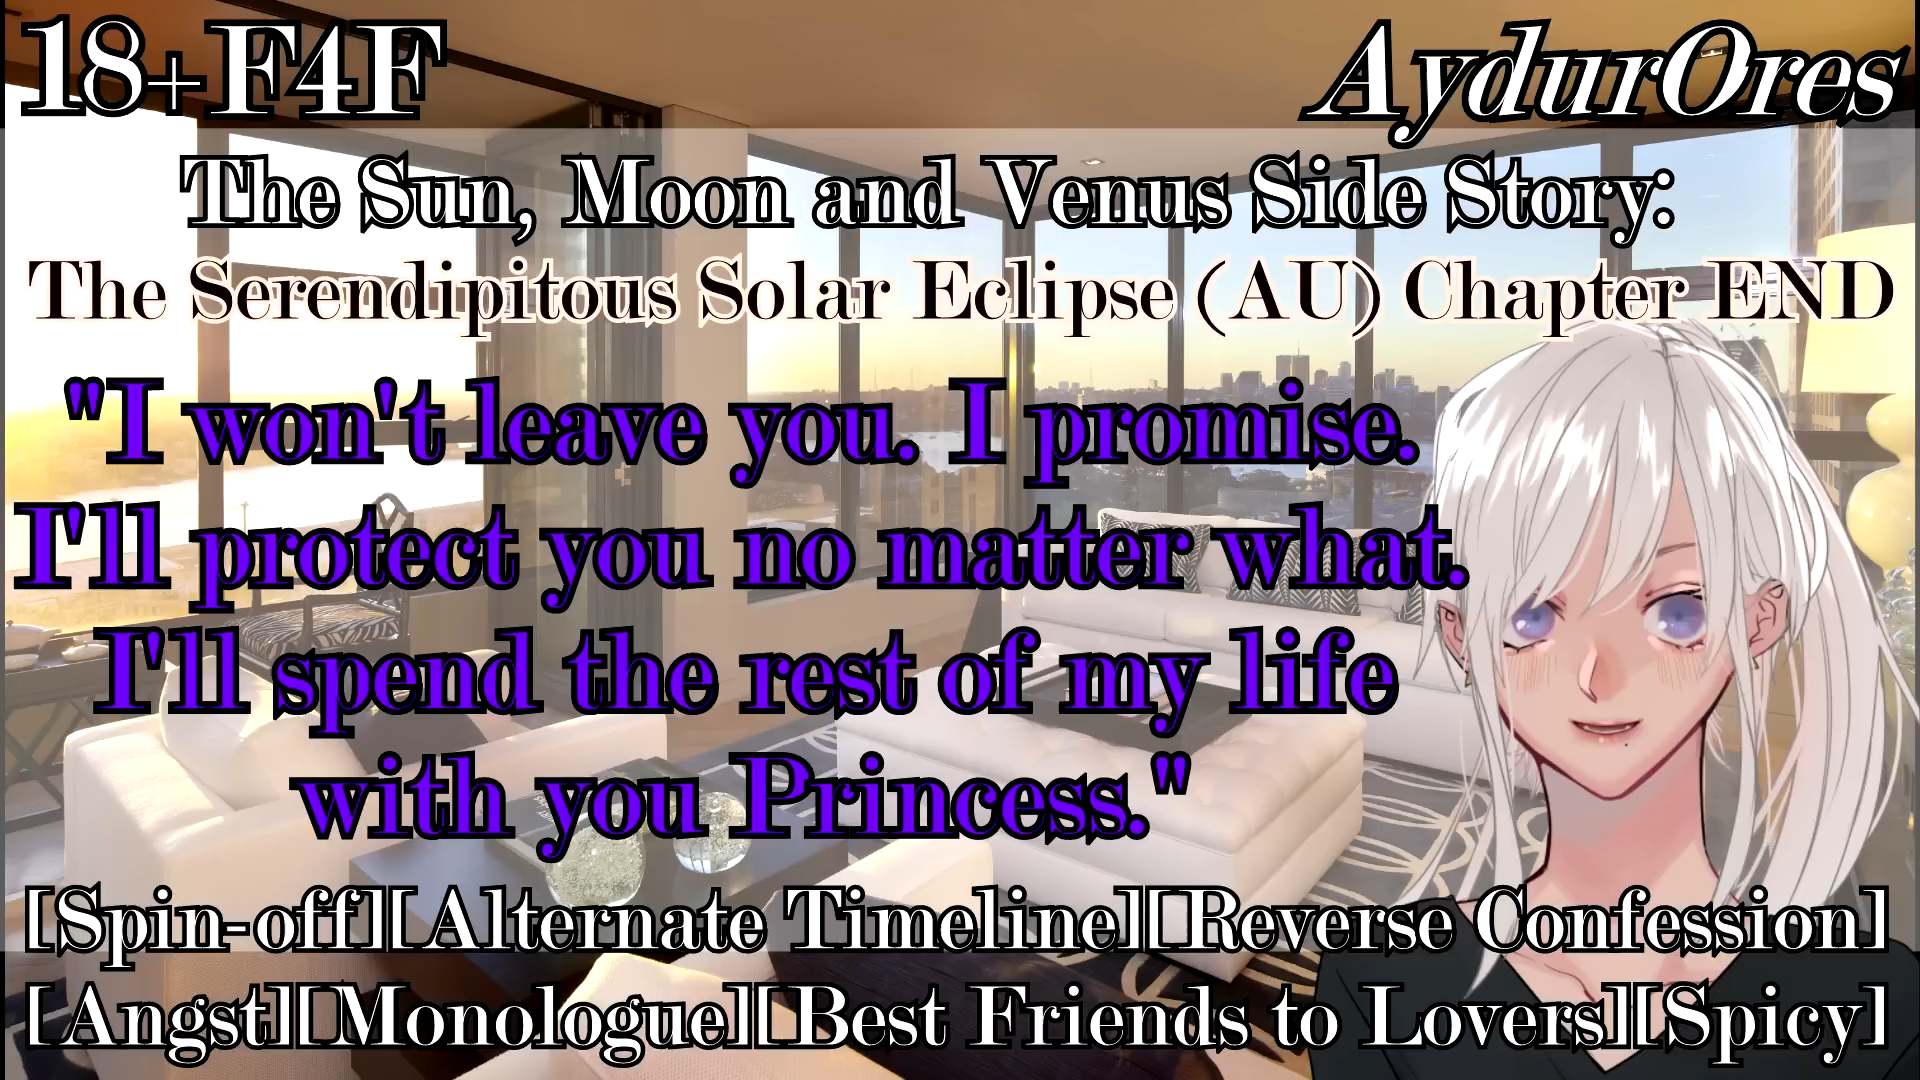 18+F4F
AydurOres
The Sun, Moon and Venus Side Story:
The Serendipitous Solar Eclipse (AU) Chapter END
"I won't leave you. I promise.
I'll protect you no matter what.
I'll spend the rest of my life
with you Princess."
[Spin-off][Alternate Timeline][Reverse Confession]
[Angst][Monologue][Best Friends to Lovers][Spicy]